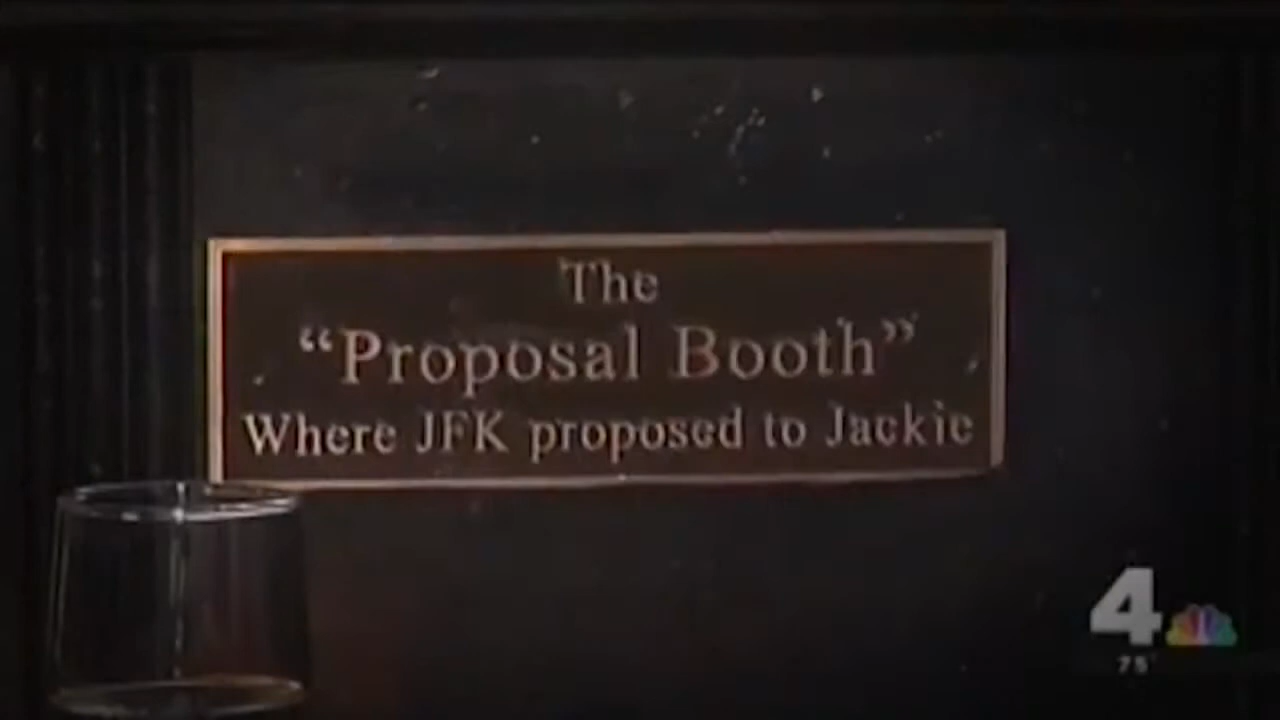 The
“Proposal Booth”
Where JFK proposed to Jackie
4
75°